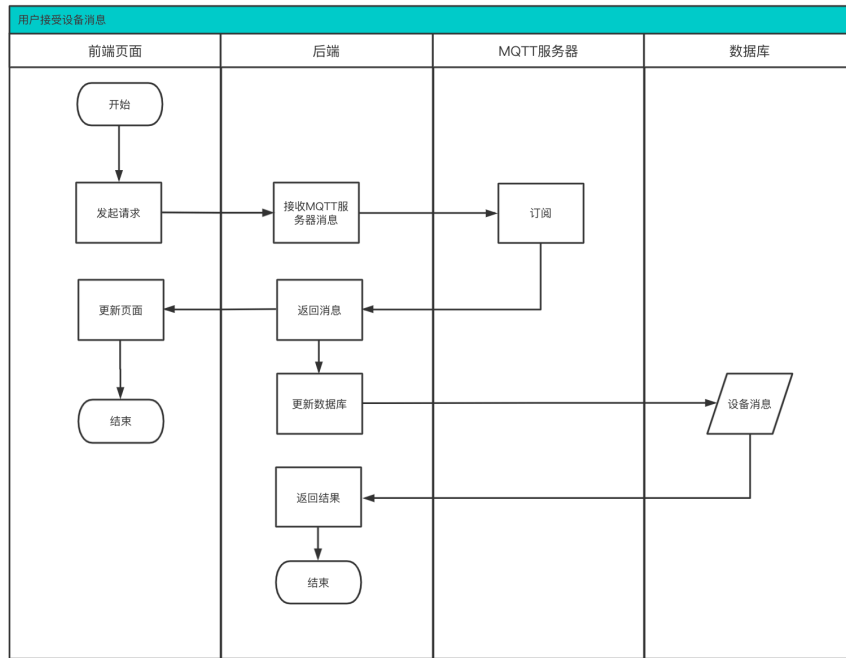 用户接受设备消息
前端页面
后端
MQTT服务器
数据库
开始
发起请求
接收MQTT服
务器消息
订阅
更新页面
返回消息
更新数据库
设备消息
结束
返回结果
结束